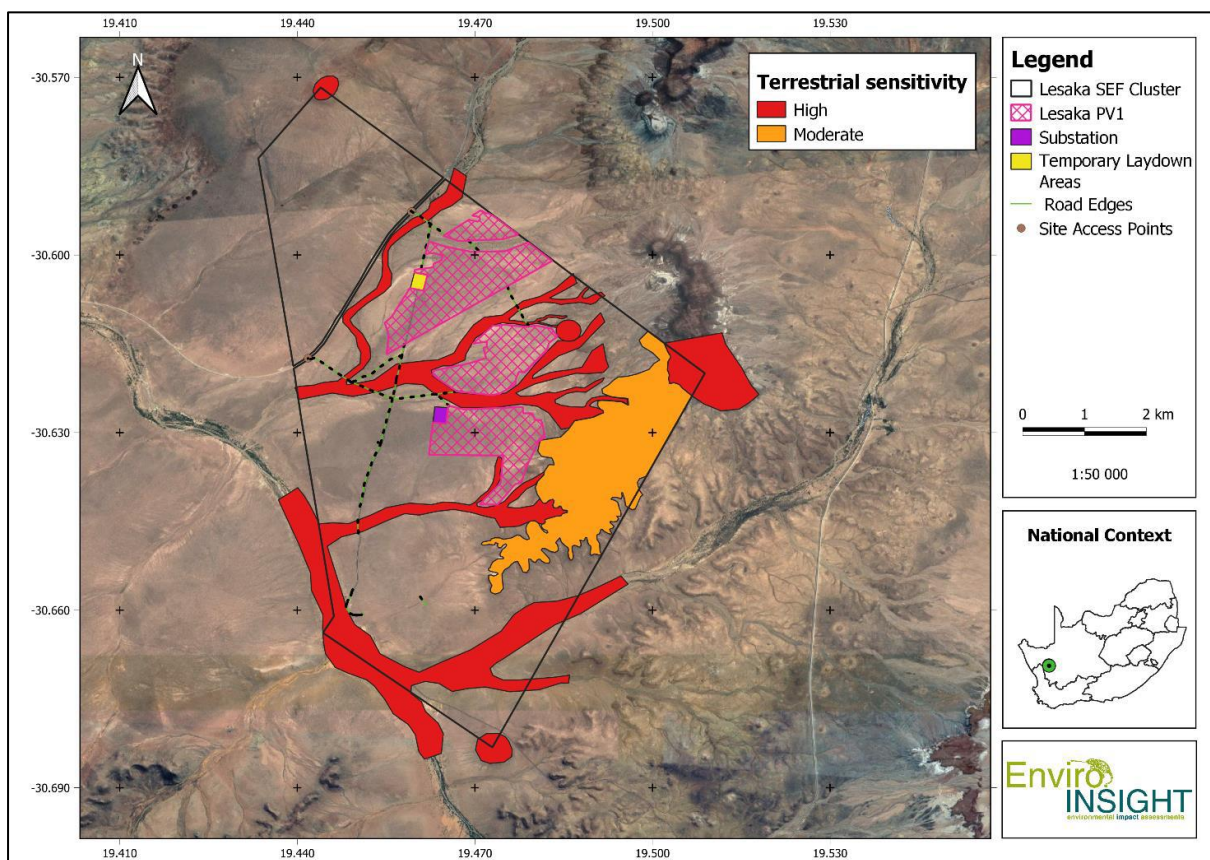 19.410 19.440 19.470 19.500 19.530
N
-30.570
-30.600
-30.630
-30.660
-30.690
Terrestrial sensitivity
High
Moderate
Legend
Lesaka SEF Cluster
Lesaka PV1
Substation
Temporary Laydown
Areas
Road Edges
Site Access Points
0 1 2 km
1:50 000
National Context
Enviro
INSIGHT
environmental impact assessments
19.410 19.440 19.470 19.500 19.530